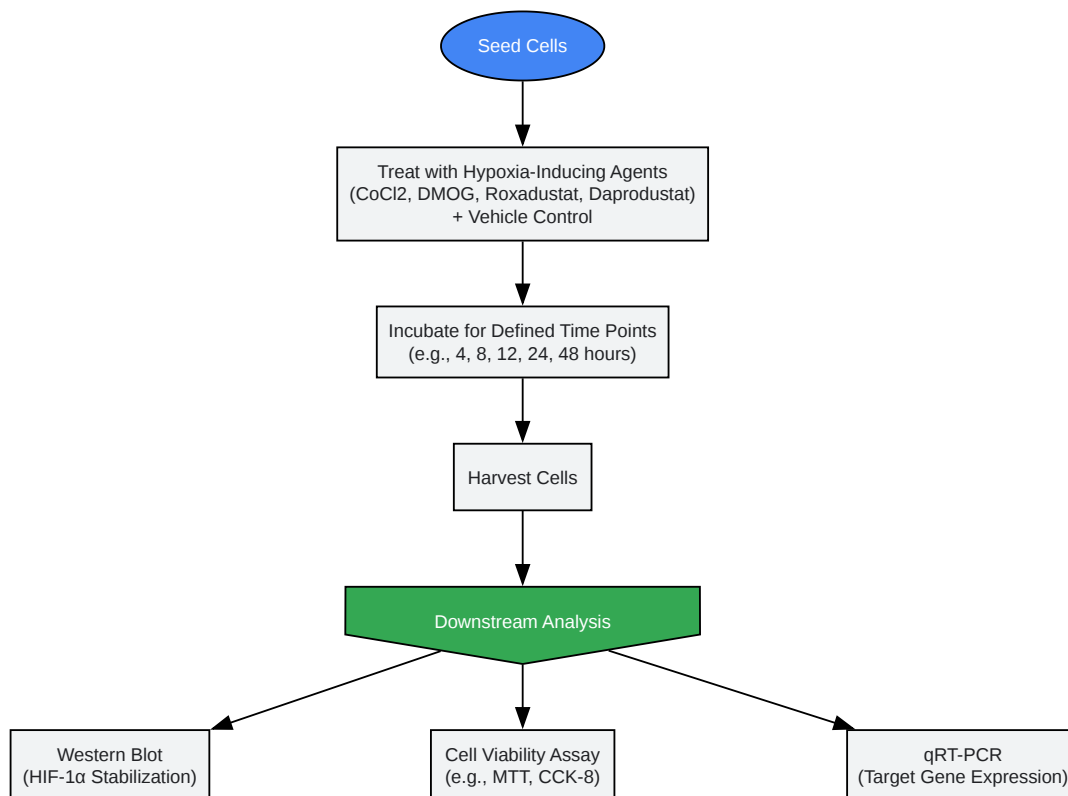 Seed Cells
Treat with Hypoxia-Inducing Agents
(CoCl2, DMOG, Roxadustat, Daprodustat)
+ Vehicle Control
Incubate for Defined Time Points
(e.g., 4, 8, 12, 24, 48 hours)
Harvest Cells
Downstream Analysis
Western Blot
(HIF-1α Stabilization)
Cell Viability Assay
(e.g., MTT, CCK-8)
qRT-PCR
(Target Gene Expression)